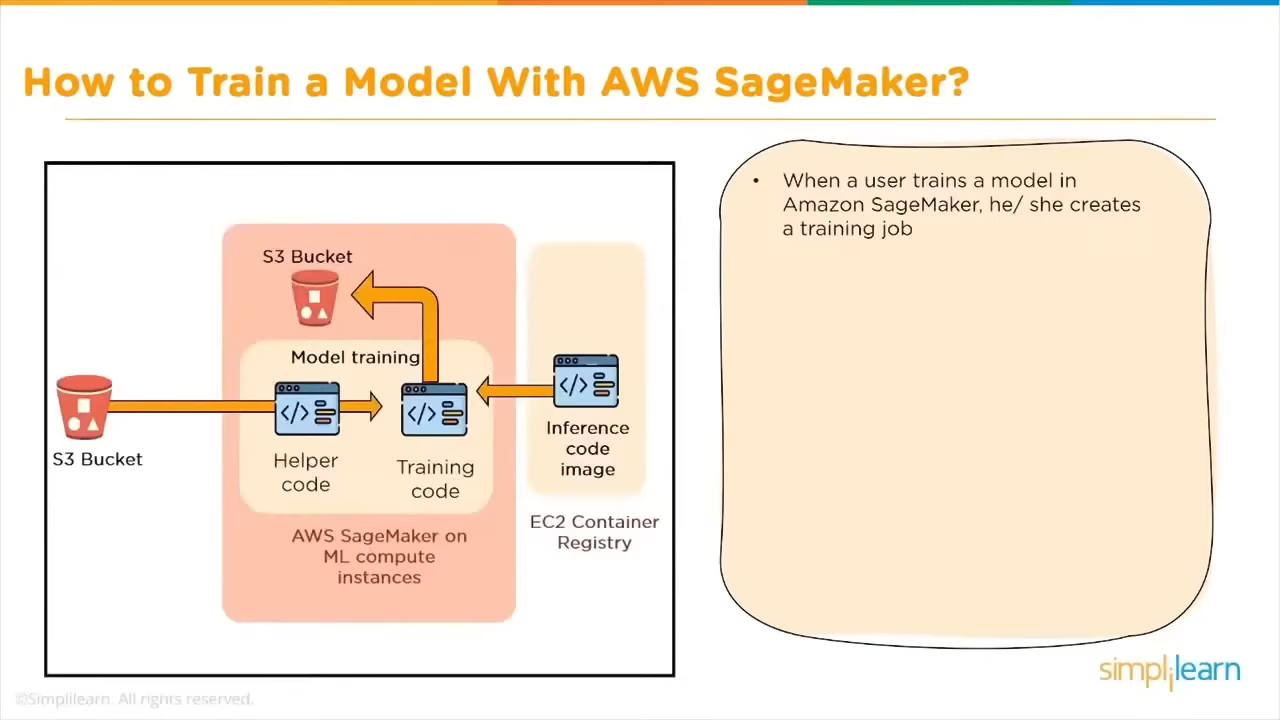 How to Train a Model With AWS SageMaker?
S3 Bucket
Model training
S3 Bucket
Helper
code
Training
code
Inference
code
image
AWS SageMaker on
ML compute
instances
EC2 Container
Registry
• When a user trains a model in
Amazon SageMaker, he/ she creates
a training job
simplilearn
©Simplilearn. All rights reserved.